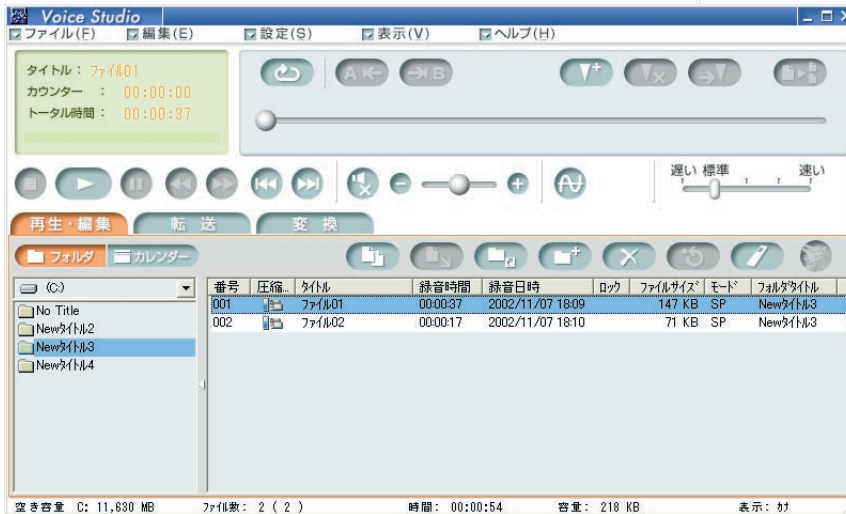 Voice Studio
ファイル(F) 編集(E) 設定(S) 表示(V) ヘルプ(H)
タイトル： ファイル01
カウンター ： 00:00:00
トータル時間： 00:00:37
A B
遅い 標準 速い
再生・編集 転送 変換
フォルダ カレンダー
(C:) 番号 圧縮... タイトル 録音時間 録音日時 ロック ファイルサイズ モード フォルダタイトル
No Title 001 ファイル01 00:00:37 2002/11/07 18:09 147 KB SP Newタイトル3
Newタイトル2 002 ファイル02 00:00:17 2002/11/07 18:10 71 KB SP Newタイトル3
Newタイトル3
Newタイトル4
空き容量 C: 11,630 MB ファイル数: 2 ( 2 ) 時間: 00:00:54 容量: 218 KB 表示: カナ